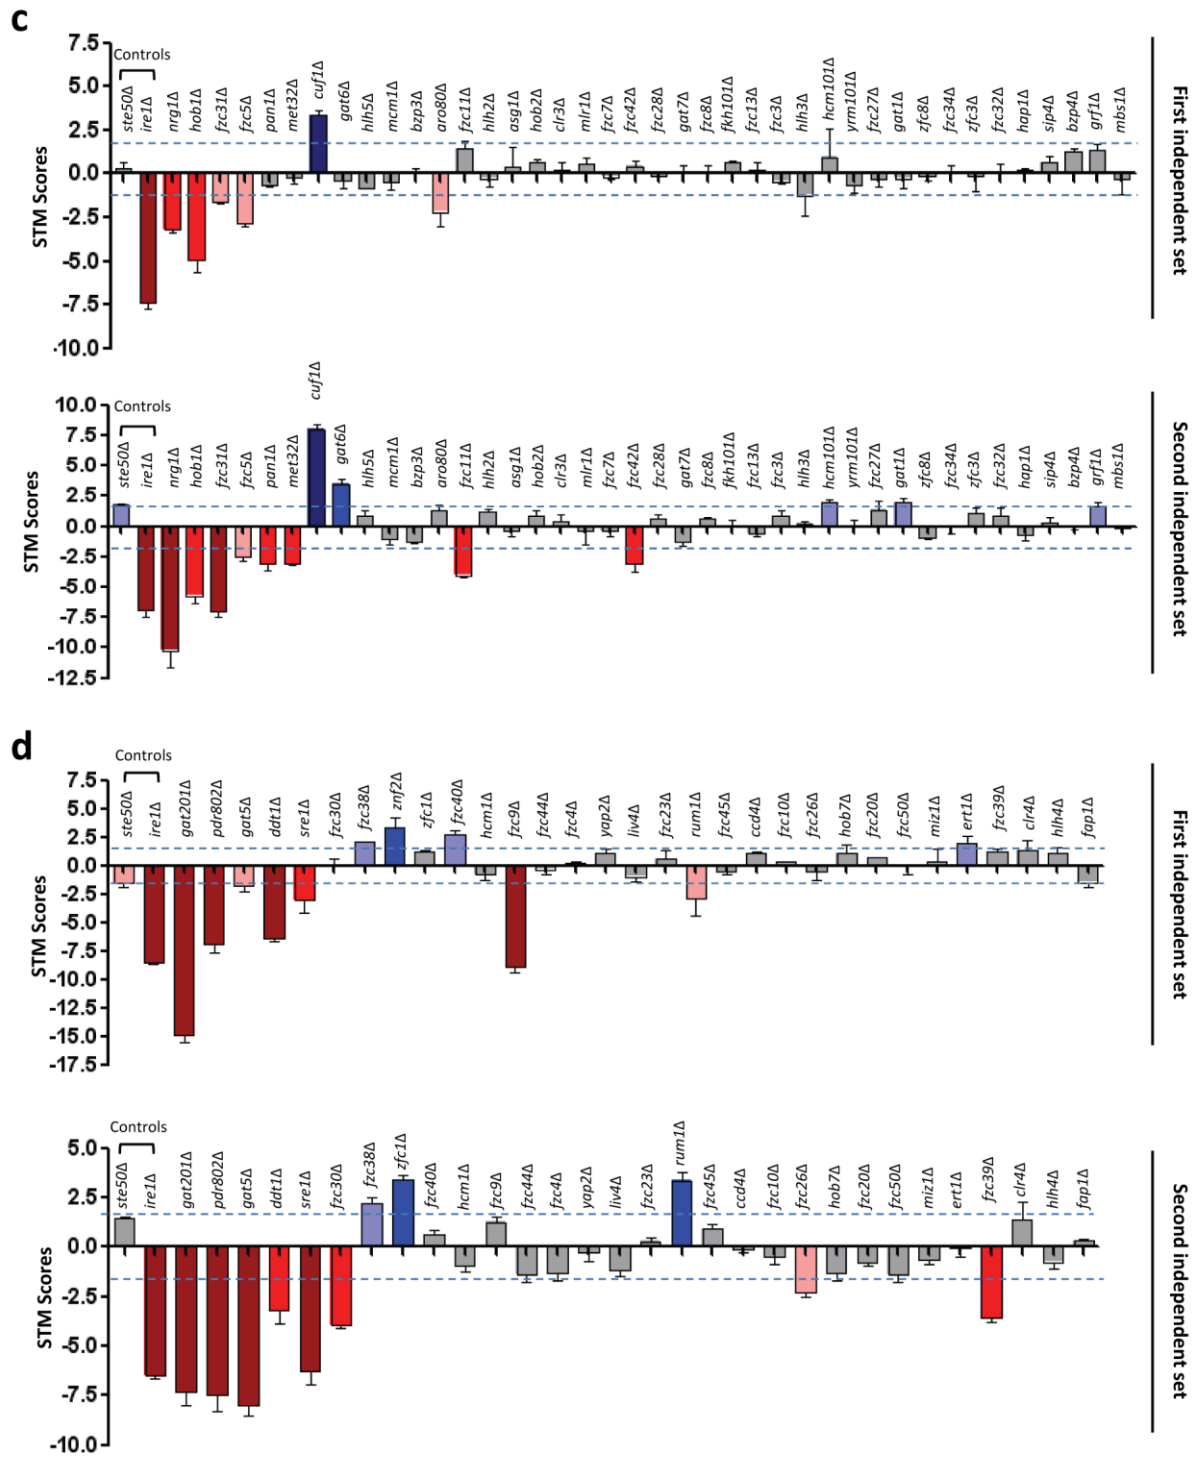 c
Controls
ste50Δ ire1Δ nrg1Δ hob1Δ fzc31Δ fzc5Δ pan1Δ met32Δ cuf1Δ gat6Δ hlh5Δ mcm1Δ bzp3Δ aro80Δ fzc11Δ hlh2Δ asg1Δ hob2Δ clr3Δ mlr1Δ fzc7Δ fzc42Δ fzc28Δ gat7Δ fzc8Δ fkh101Δ fzc13Δ fzc3Δ hlh3Δ hcm101Δ yrm101Δ fzc27Δ gat1Δ zfc8Δ fzc34Δ zfc3Δ fzc32Δ hap1Δ sip4Δ bzp4Δ grf1Δ mbs1Δ
7.5
5.0
2.5
0.0
-2.5
-5.0
-7.5
-10.0
STM Scores
First independent set
Controls
ste50Δ ire1Δ nrg1Δ hob1Δ fzc31Δ fzc5Δ pan1Δ met32Δ cuf1Δ gat6Δ hlh5Δ mcm1Δ bzp3Δ aro80Δ fzc11Δ hlh2Δ asg1Δ hob2Δ clr3Δ mlr1Δ fzc7Δ fzc42Δ fzc28Δ gat7Δ fzc8Δ fkh101Δ fzc13Δ fzc3Δ hlh3Δ hcm101Δ yrm101Δ fzc27Δ gat1Δ zfc8Δ fzc34Δ zfc3Δ fzc32Δ hap1Δ sip4Δ bzp4Δ grf1Δ mbs1Δ
10.0
7.5
5.0
2.5
0.0
-2.5
-5.0
-7.5
-10.0
-12.5
STM Scores
Second independent set
d
Controls
ste50Δ ire1Δ gat201Δ pdr802Δ gat5Δ ddt1Δ sre1Δ fzc30Δ fzc38Δ znf2Δ zfc1Δ fzc40Δ hcm1Δ fzc9Δ fzc44Δ fzc4Δ yap2Δ liv4Δ fzc23Δ rum1Δ fzc45Δ ccd4Δ fzc10Δ fzc26Δ hob7Δ fzc20Δ fzc50Δ miz1Δ ert1Δ fzc39Δ clr4Δ hlh4Δ fap1Δ
7.5
5.0
2.5
0.0
-2.5
-5.0
-7.5
-10.0
-12.5
-15.0
-17.5
STM Scores
First independent set
Controls
ste50Δ ire1Δ gat201Δ pdr802Δ gat5Δ ddt1Δ sre1Δ fzc30Δ fzc38Δ zfc1Δ fzc40Δ hcm1Δ fzc9Δ fzc44Δ fzc4Δ yap2Δ liv4Δ fzc23Δ rum1Δ fzc45Δ ccd4Δ fzc10Δ fzc26Δ hob7Δ fzc20Δ fzc50Δ miz1Δ ert1Δ fzc39Δ clr4Δ hlh4Δ fap1Δ
5.0
2.5
0.0
-2.5
-5.0
-7.5
-10.0
STM Scores
Second independent set